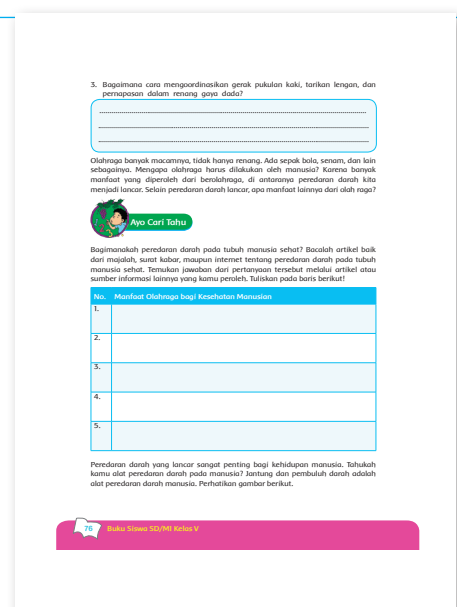 3. Bagaimana cara mengoordinasikan gerak pukulan kaki, tarikan lengan, dan
pernapasan dalam renang gaya dada?
Olahraga banyak macamnya, tidak hanya renang. Ada sepak bola, senam, dan lain
sebagainya. Mengapa olahraga harus dilakukan oleh manusia? Karena banyak
manfaat yang diperoleh dari berolahraga, di antaranya peredaran darah kita
menjadi lancar. Selain peredaran darah lancar, apa manfaat lainnya dari olah raga?
Ayo Cari Tahu
Bagimanakah peredaran darah pada tubuh manusia sehat? Bacalah artikel baik
dari majalah, surat kabar, maupun internet tentang peredaran darah pada tubuh
manusia sehat. Temukan jawaban dari pertanyaan tersebut melalui artikel atau
sumber informasi lainnya yang kamu peroleh. Tuliskan pada baris berikut!
No. Manfaat Olahraga bagi Kesehatan Manusian
1.
2.
3.
4.
5.
Peredaran darah yang lancar sangat penting bagi kehidupan manusia. Tahukah
kamu alat peredaran darah pada manusia? Jantung dan pembuluh darah adalah
alat peredaran darah manusia. Perhatikan gambar berikut.
76 Buku Siswa SD/MI Kelas V